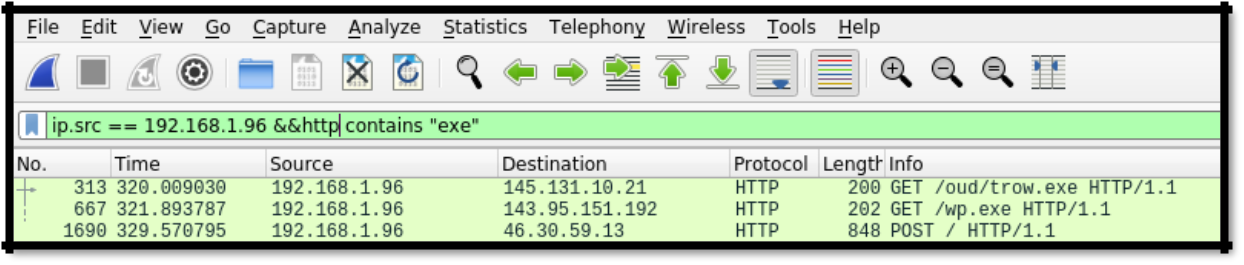 File Edit View Go Capture Analyze Statistics Telephony Wireless Tools Help
ip.src == 192.168.1.96 &&http contains "exe"
No. Time Source Destination Protocol Length Info
313 320.009030 192.168.1.96 145.131.10.21 HTTP 200 GET /oud/trow.exe HTTP/1.1
667 321.893787 192.168.1.96 143.95.151.192 HTTP 202 GET /wp.exe HTTP/1.1
1690 329.570795 192.168.1.96 46.30.59.13 HTTP 848 POST / HTTP/1.1